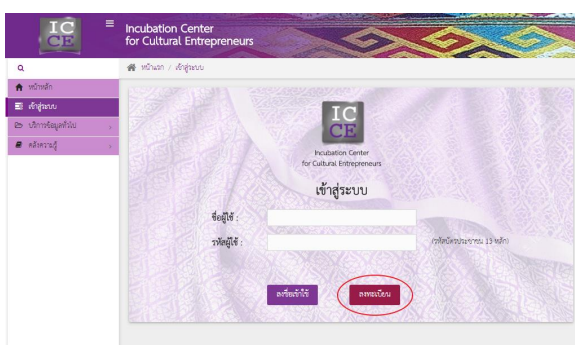 IC
CE
Incubation Center
for Cultural Entrepreneurs
หน้าแรก / เข้าสู่ระบบ
หน้าหลัก
เข้าสู่ระบบ
บริการข้อมูลทั่วไป
คลังความรู้
IC
CE
Incubation Center
for Cultural Entrepreneurs
เข้าสู่ระบบ
ชื่อผู้ใช้ :
รหัสผู้ใช้ :
(รหัสบัตรประชาชน 13 หลัก)
ลงชื่อเข้าใช้
ลงทะเบียน